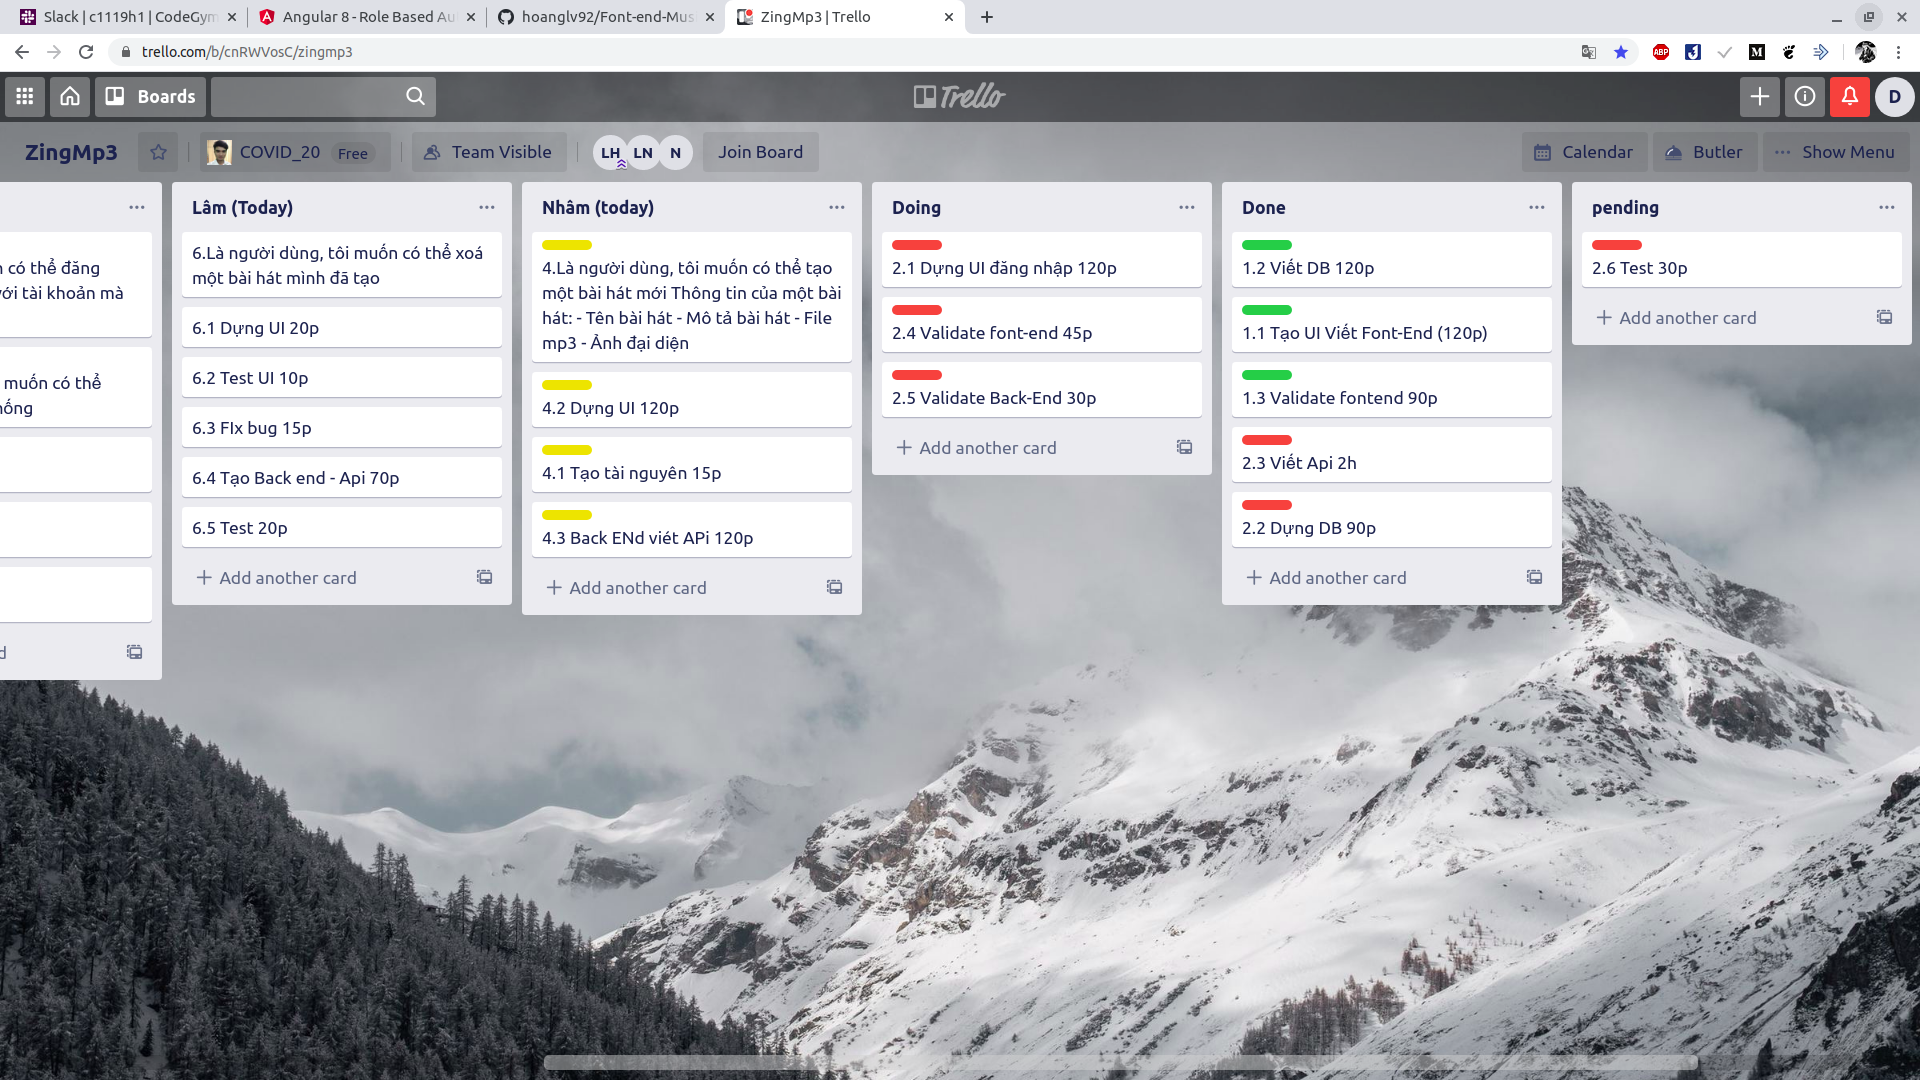 Slack | c1119h1 | CodeGym
Angular 8 - Role Based Au
hoanglv92/Font-end-Mus
ZingMp3 | Trello
trello.com/b/cnRWVosC/zingmp3
ABP
M
Boards
Trello
D
ZingMp3
COVID_20 Free
Team Visible
LH
LN
N
Join Board
Calendar
Butler
Show Menu
có thể đăng
với tài khoản mà
muốn có thể
d
Lâm (Today)
6.Là người dùng, tôi muốn có thể xoá
một bài hát mình đã tạo
6.1 Dựng UI 20p
6.2 Test UI 10p
6.3 FIx bug 15p
6.4 Tạo Back end - Api 70p
6.5 Test 20p
Add another card
Nhâm (today)
4.Là người dùng, tôi muốn có thể tạo
một bài hát mới Thông tin của một bài
hát: - Tên bài hát - Mô tả bài hát - File
mp3 - Ảnh đại diện
4.2 Dựng UI 120p
4.1 Tạo tài nguyên 15p
4.3 Back ENd viét APi 120p
Add another card
Doing
2.1 Dựng UI đăng nhập 120p
2.4 Validate font-end 45p
2.5 Validate Back-End 30p
Add another card
Done
1.2 Viết DB 120p
1.1 Tạo UI Viết Font-End (120p)
1.3 Validate fontend 90p
2.3 Viết Api 2h
2.2 Dựng DB 90p
Add another card
pending
2.6 Test 30p
Add another card